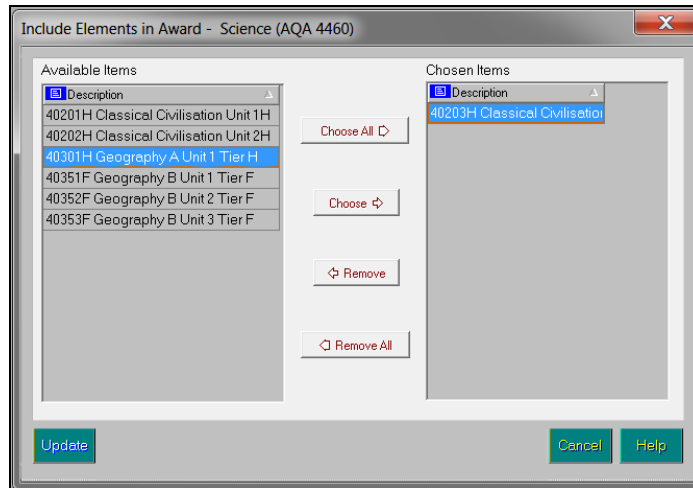 Include Elements in Award - Science (AQA 4460)
Available Items
Description
40201H Classical Civilisation Unit 1H
40202H Classical Civilisation Unit 2H
40301H Geography A Unit 1 Tier H
40351F Geography B Unit 1 Tier F
40352F Geography B Unit 2 Tier F
40353F Geography B Unit 3 Tier F
Choose All
Choose
Remove
Remove All
Chosen Items
Description
40203H Classical Civilisation
Update
Cancel
Help